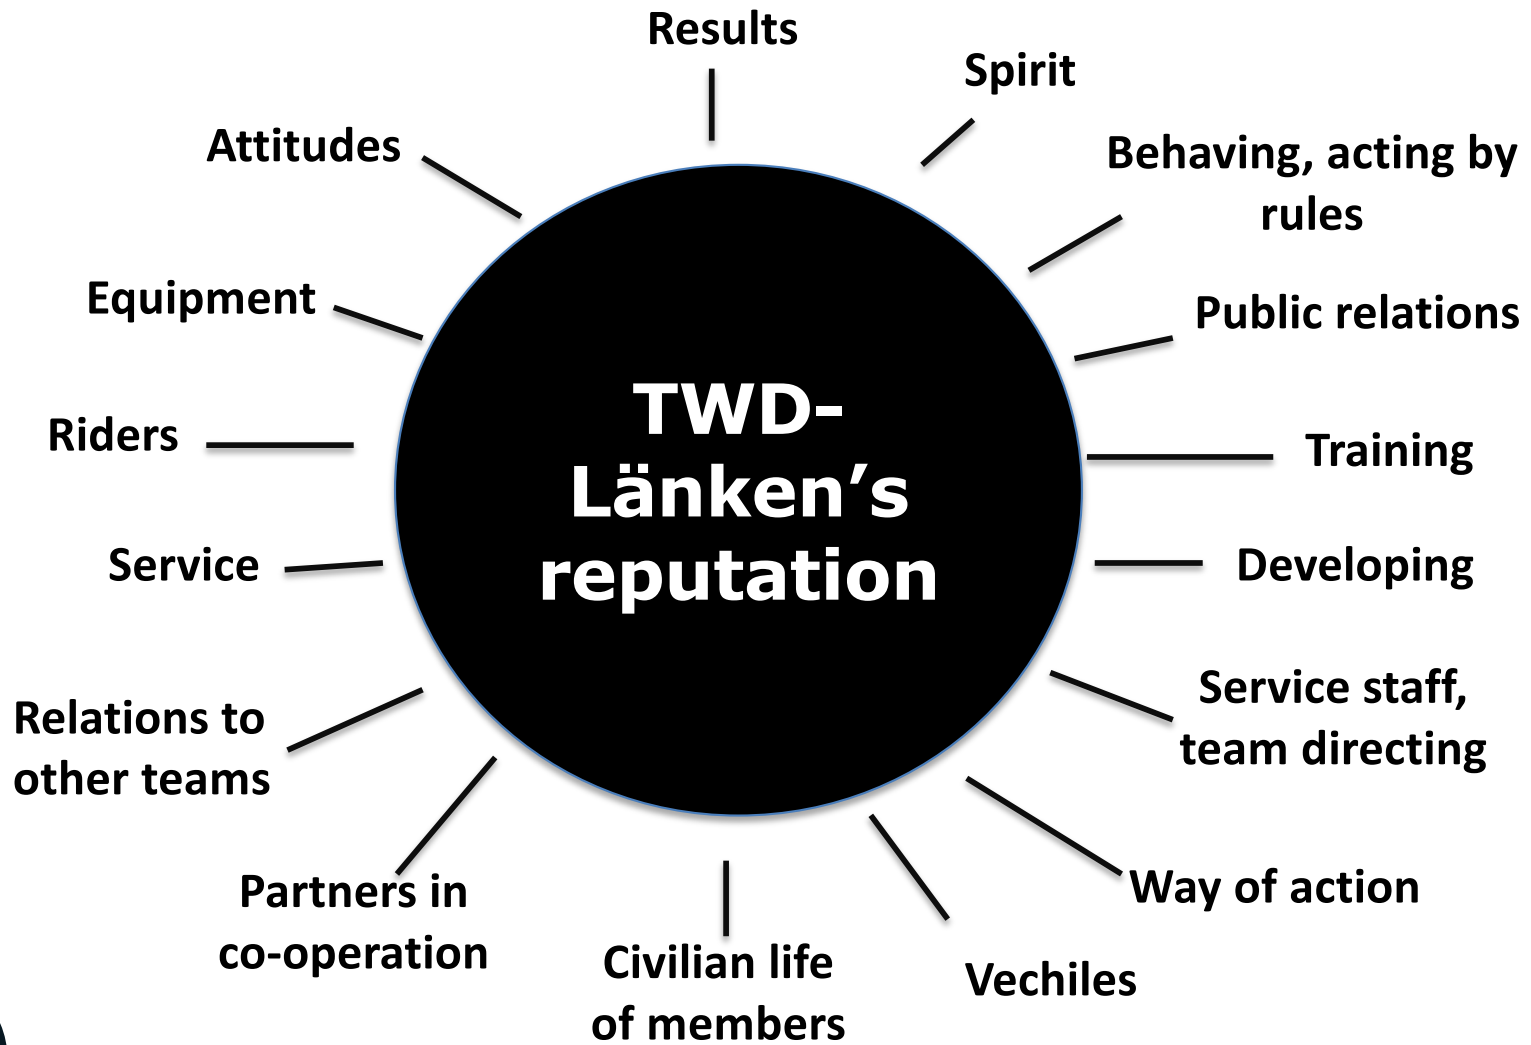 Results
Spirit
Behaving, acting by
rules
Public relations
Training
Developing
Service staff,
team directing
Way of action
Vechiles
Civilian life
of members
Partners in
co-operation
Relations to
other teams
Service
Riders
Equipment
Attitudes
TWD-
Länken’s
reputation